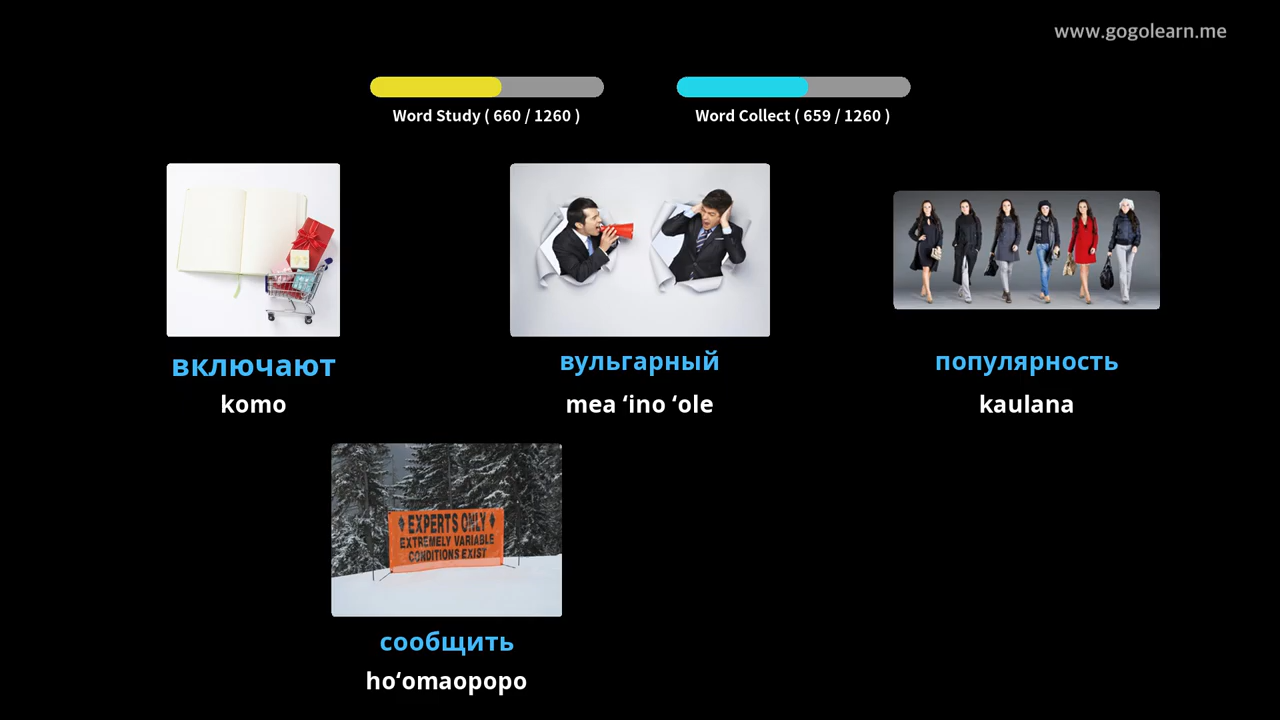 www.gogolearn.me
Word Study ( 660 / 1260 )
Word Collect ( 659 / 1260 )
включают
komo
вульгарный
mea ʻino ʻole
популярность
kaulana
EXPERTS ONLY
EXTREMELY VARIABLE
CONDITIONS EXIST
сообщить
hoʻomaopopo